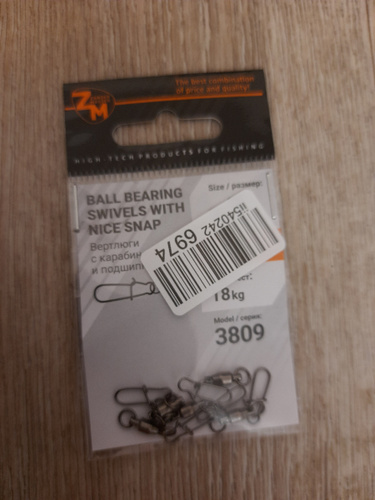 ZM
The best combination
of price and quality!
HIGH-TECH PRODUCTS FOR FISHING
BALL BEARING
SWIVELS WITH
NICE SNAP
Вертлюги
с карабин
и подшип
Size / размер:
li540242 6974
18kg
Model / серия:
3809